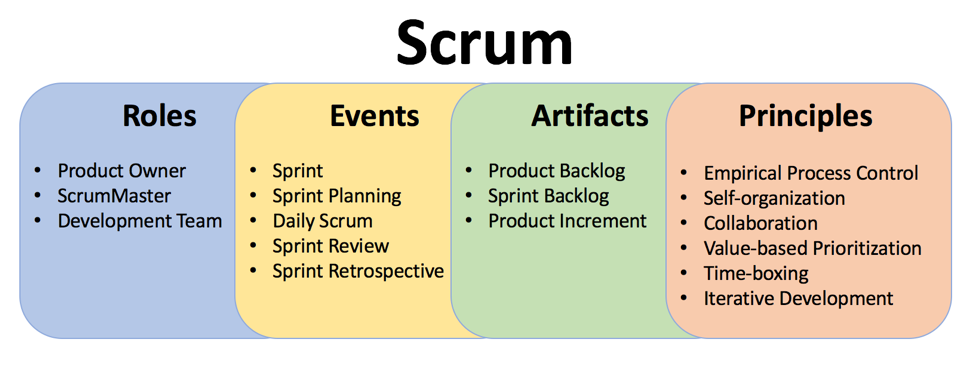 Scrum
Roles
• Product Owner
• ScrumMaster
• Development Team
Events
• Sprint
• Sprint Planning
• Daily Scrum
• Sprint Review
• Sprint Retrospective
Artifacts
• Product Backlog
• Sprint Backlog
• Product Increment
Principles
• Empirical Process Control
• Self-organization
• Collaboration
• Value-based Prioritization
• Time-boxing
• Iterative Development